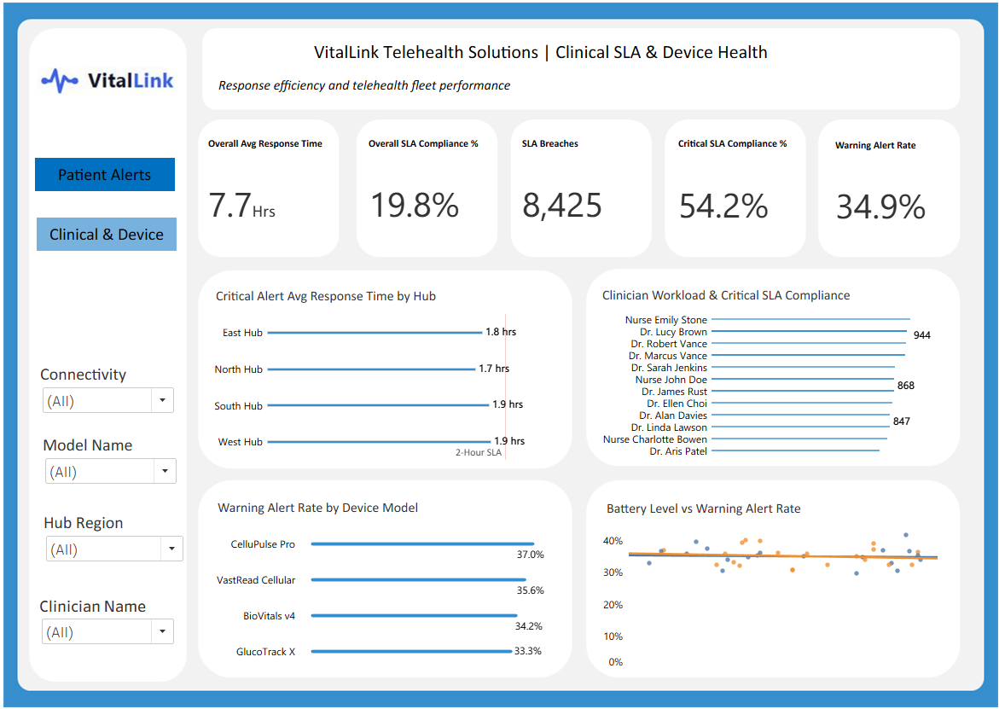 VitalLink Telehealth Solutions | Clinical SLA & Device Health
Response efficiency and telehealth fleet performance
VitalLink
Patient Alerts
Clinical & Device
Connectivity
(All)
Model Name
(All)
Hub Region
(All)
Clinician Name
(All)
Overall Avg Response Time
7.7Hrs
Overall SLA Compliance %
19.8%
SLA Breaches
8,425
Critical SLA Compliance %
54.2%
Warning Alert Rate
34.9%
Critical Alert Avg Response Time by Hub
East Hub 1.8 hrs
North Hub 1.7 hrs
South Hub 1.9 hrs
West Hub 1.9 hrs
2-Hour SLA
Clinician Workload & Critical SLA Compliance
Nurse Emily Stone
Dr. Lucy Brown 944
Dr. Robert Vance
Dr. Marcus Vance
Dr. Sarah Jenkins
Nurse John Doe
Dr. James Rust 868
Dr. Ellen Choi
Dr. Alan Davies
Dr. Linda Lawson 847
Nurse Charlotte Bowen
Dr. Aris Patel
Warning Alert Rate by Device Model
CelluPulse Pro
37.0%
VastRead Cellular
35.6%
BioVitals v4
34.2%
GlucoTrack X 33.3%
Battery Level vs Warning Alert Rate
40%
30%
20%
10%
0%